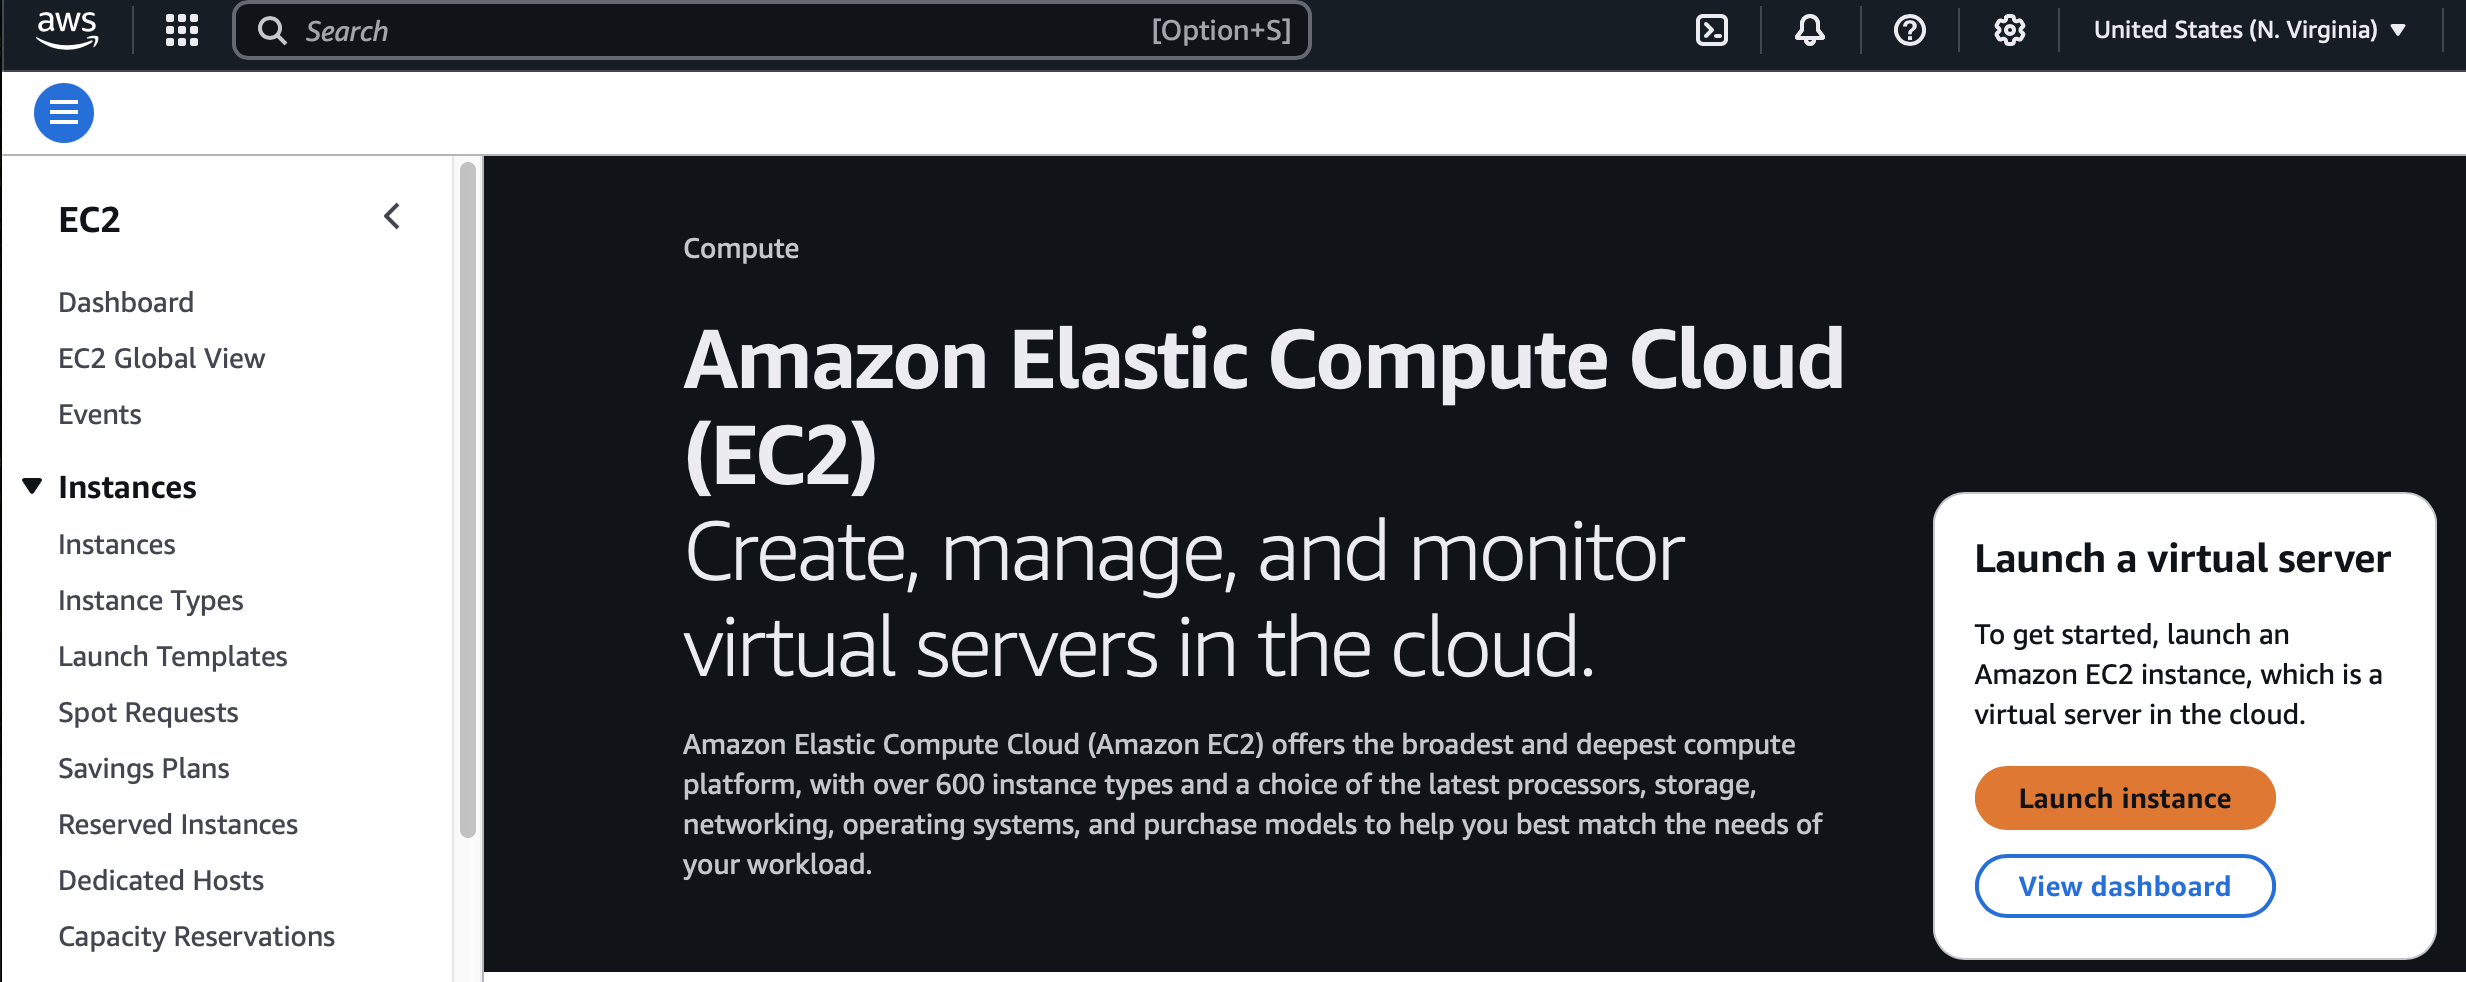 aws
Search [Option+S]
United States (N. Virginia)
EC2
Dashboard
EC2 Global View
Events
Instances
Instances
Instance Types
Launch Templates
Spot Requests
Savings Plans
Reserved Instances
Dedicated Hosts
Capacity Reservations
Compute
Amazon Elastic Compute Cloud
(EC2)
Create, manage, and monitor
virtual servers in the cloud.
Amazon Elastic Compute Cloud (Amazon EC2) offers the broadest and deepest compute
platform, with over 600 instance types and a choice of the latest processors, storage,
networking, operating systems, and purchase models to help you best match the needs of
your workload.
Launch a virtual server
To get started, launch an
Amazon EC2 instance, which is a
virtual server in the cloud.
Launch instance
View dashboard